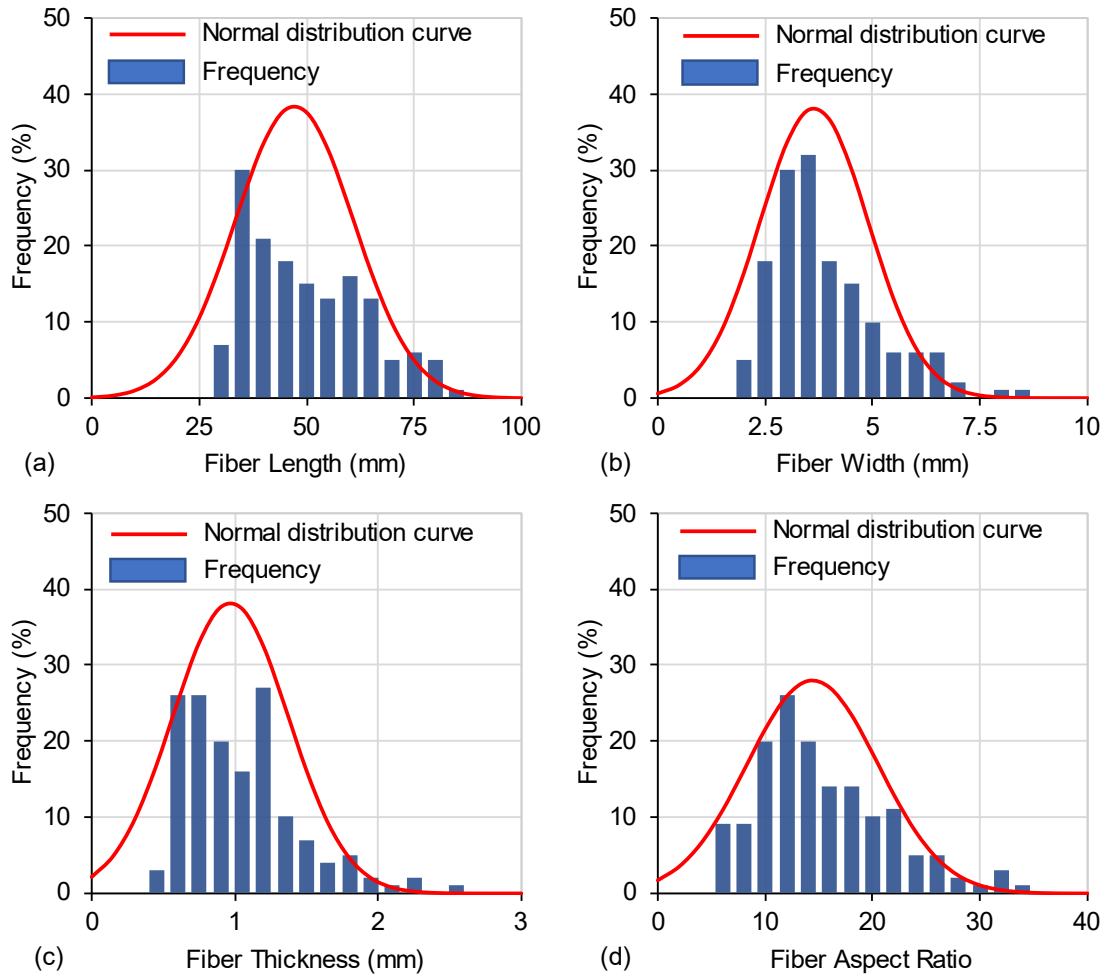 50
Normal distribution curve
Frequency
40
30
20
10
0
Frequency (%)
0 25 50 75 100
(a) Fiber Length (mm)
50
Normal distribution curve
Frequency
40
30
20
10
0
Frequency (%)
0 2.5 5 7.5 10
(b) Fiber Width (mm)
50
Normal distribution curve
Frequency
40
30
20
10
0
Frequency (%)
0 1 2 3
(c) Fiber Thickness (mm)
50
Normal distribution curve
Frequency
40
30
20
10
0
Frequency (%)
0 10 20 30 40
(d) Fiber Aspect Ratio